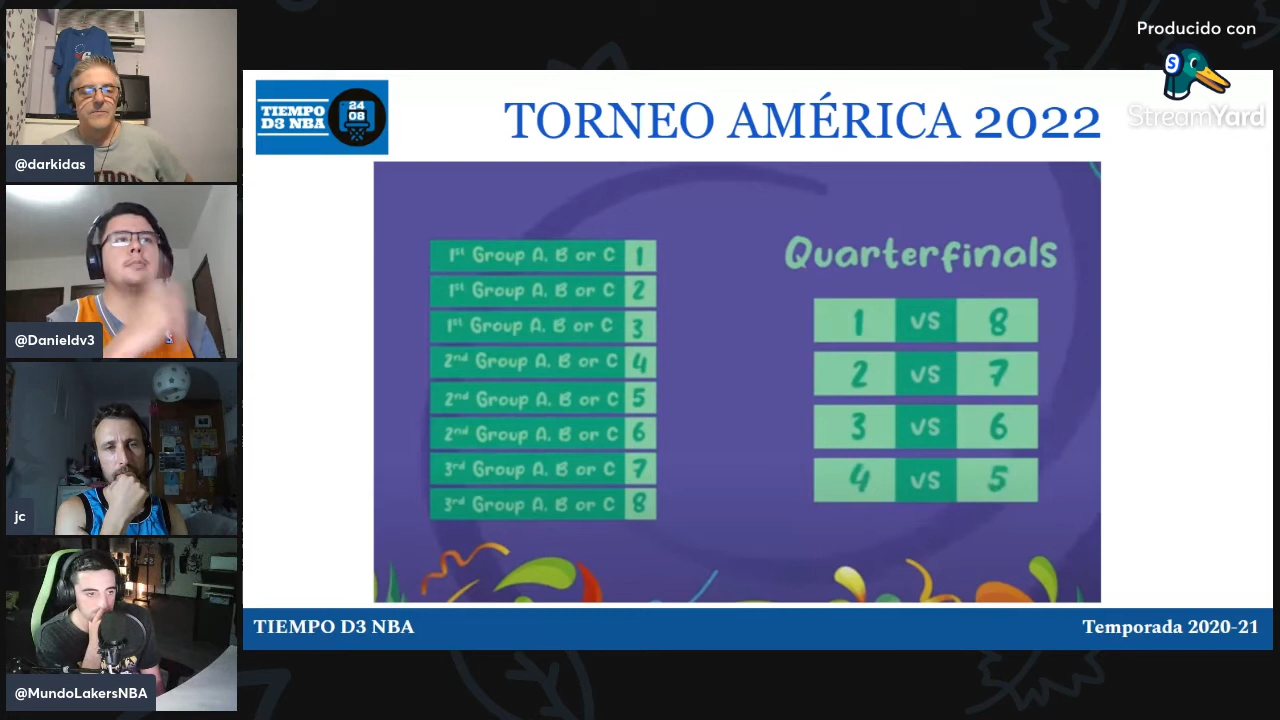 Producido con
S
StreamYard
TIEMPO
D3 NBA
24
08
TORNEO AMÉRICA 2022
1st Group A, B or C 1
1st Group A, B or C 2
1st Group A, B or C 3
2nd Group A, B or C 4
2nd Group A, B or C 5
2nd Group A, B or C 6
3rd Group A, B or C 7
3rd Group A, B or C 8
Quarterfinals
1 vs 8
2 vs 7
3 vs 6
4 vs 5
@darkidas
@Danieldv3
jc
@MundoLakersNBA
TIEMPO D3 NBA
Temporada 2020-21